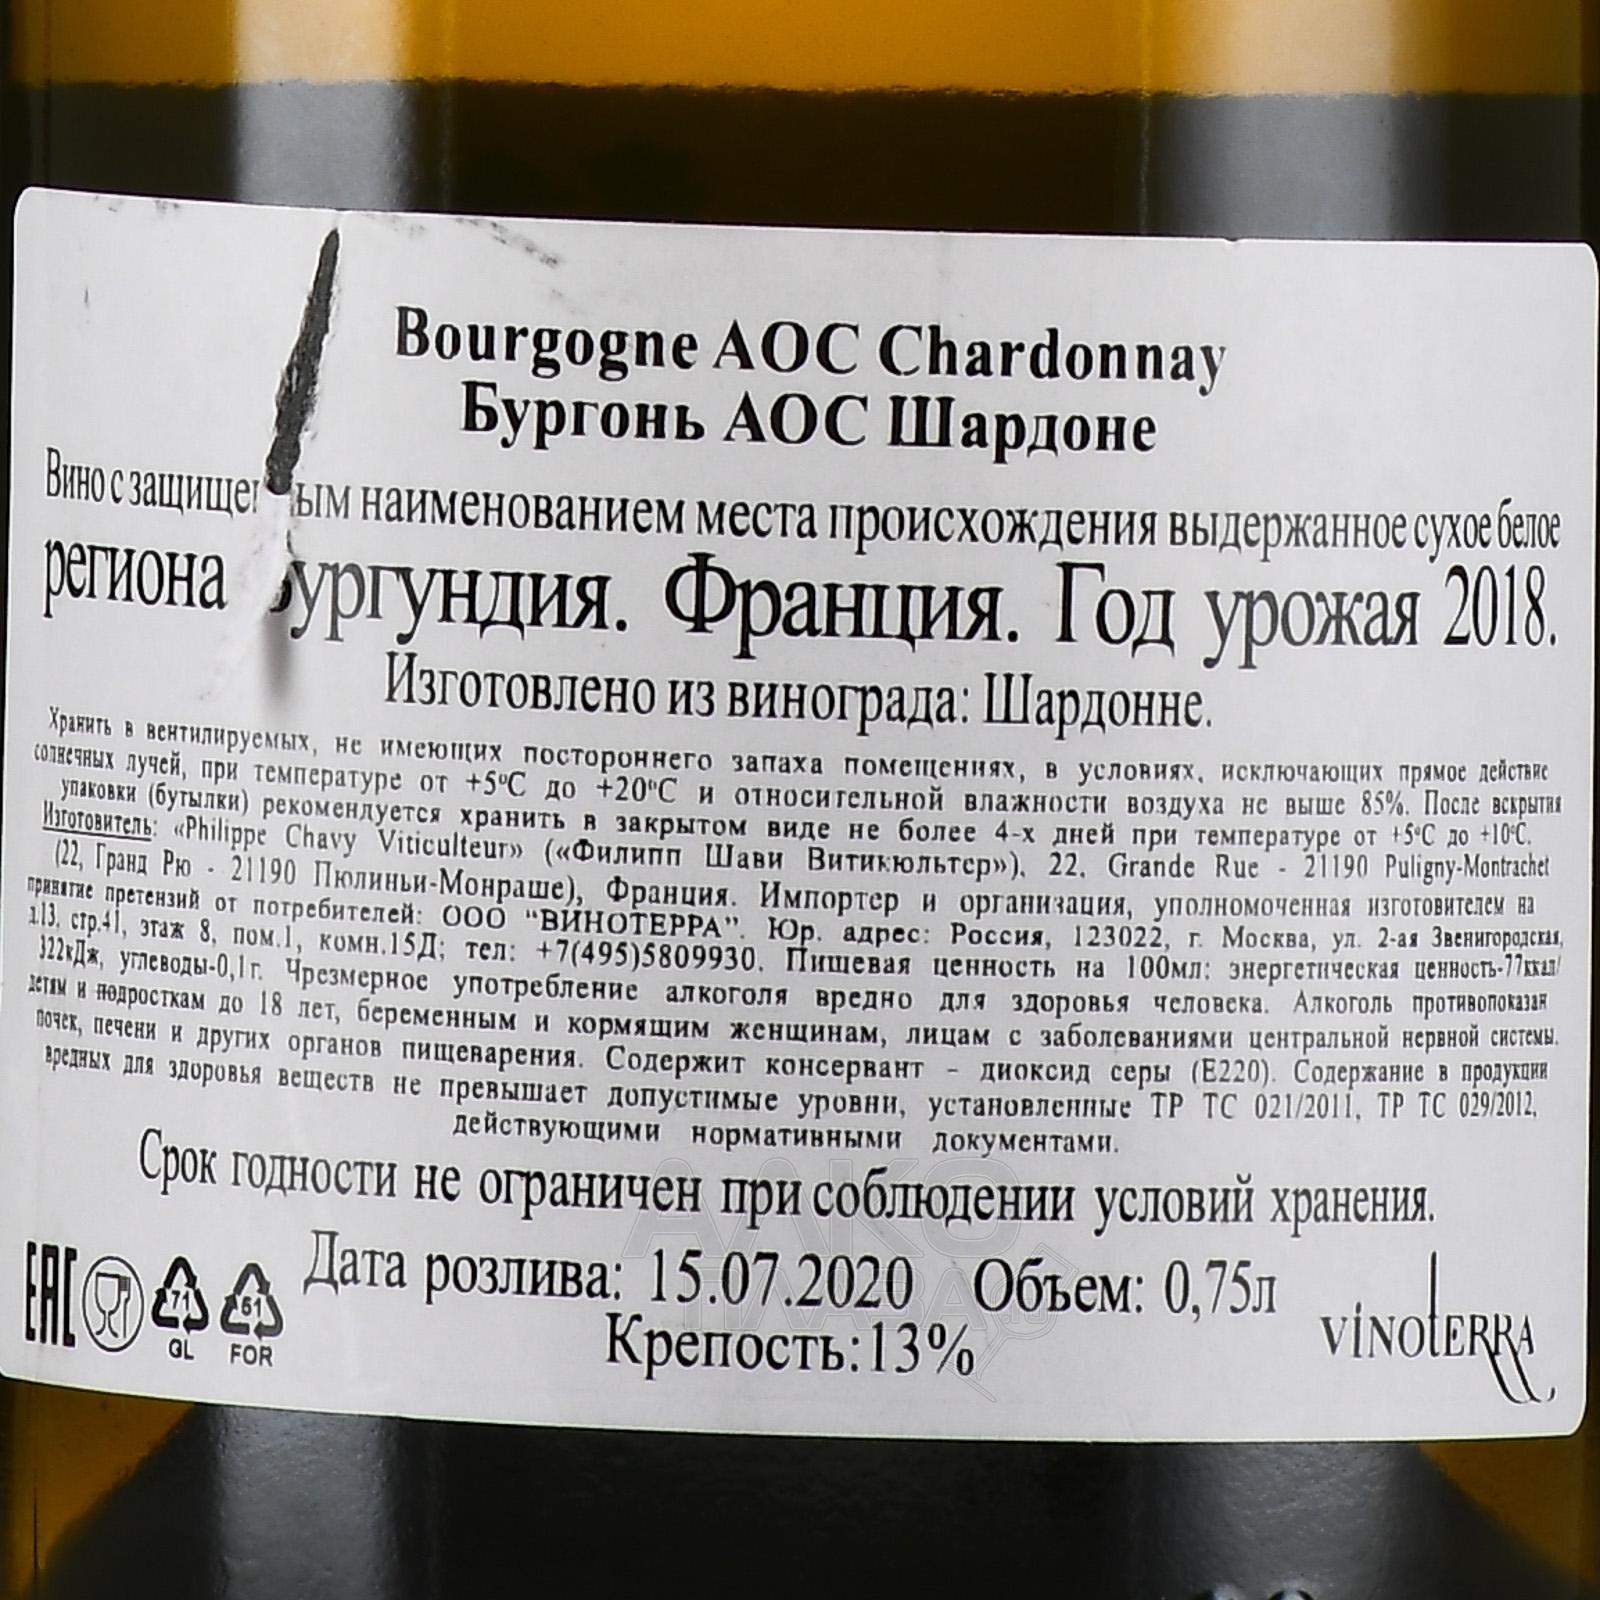 Bourgogne AOC Chardonnay
Бургонь АОС Шардоне
Вино с защищенным наименованием места происхождения выдержанное сухое белое
региона Бургундия. Франция. Год урожая 2018.
Изготовлено из винограда: Шардонне.
Хранить в вентилируемых, не имеющих постороннего запаха помещениях, в условиях, исключающих прямое действие
солнечных лучей, при температуре от +5°С до +20°С и относительной влажности воздуха не выше 85%. После вскрытия
упаковки (бутылки) рекомендуется хранить в закрытом виде не более 4-х дней при температуре от +5°С до +10°С.
Изготовитель: «Philippe Chavy Viticulteur» («Филипп Шави Витикюльтер»), 22, Grande Rue - 21190 Puligny-Montrachet
(22, Гранд Рю - 21190 Пюлиньи-Монраше), Франция. Импортер и организация, уполномоченная изготовителем на
принятие претензий от потребителей: ООО "ВИНОТЕРРА". Юр. адрес: Россия, 123022, г. Москва, ул. 2-ая Звенигородская,
д.13, стр.41, этаж 8, пом.1, комн.15Д; тел: +7(495)5809930. Пищевая ценность на 100мл: энергетическая ценность-77ккал/
322кДж, углеводы-0,1г. Чрезмерное употребление алкоголя вредно для здоровья человека. Алкоголь противопоказан
детям и подросткам до 18 лет, беременным и кормящим женщинам, лицам с заболеваниями центральной нервной системы,
почек, печени и других органов пищеварения. Содержит консервант - диоксид серы (Е220). Содержание в продукции
вредных для здоровья веществ не превышает допустимые уровни, установленные ТР ТС 021/2011, ТР ТС 029/2012,
действующими нормативными документами.
Срок годности не ограничен при соблюдении условий хранения.
Дата розлива: 15.07.2020 Объем: 0,75л
Крепость:13%
EAC
71
GL
51
FOR
VINOTERRA
АЛКО
ПЛАЗА.ru